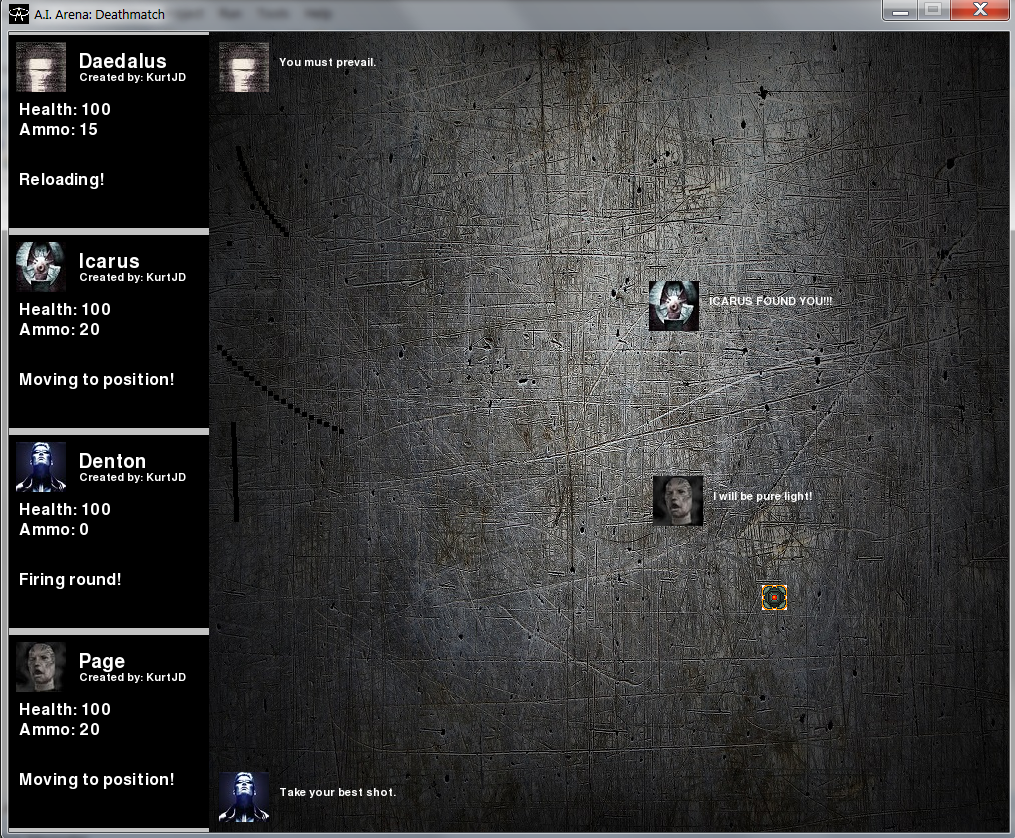 A.I. Arena: Deathmatch
Daedalus
Created by: KurtJD
Health: 100
Ammo: 15
Reloading!
Icarus
Created by: KurtJD
Health: 100
Ammo: 20
Moving to position!
Denton
Created by: KurtJD
Health: 100
Ammo: 0
Firing round!
Page
Created by: KurtJD
Health: 100
Ammo: 20
Moving to position!
You must prevail.
ICARUS FOUND YOU!!!
I will be pure light!
Take your best shot.